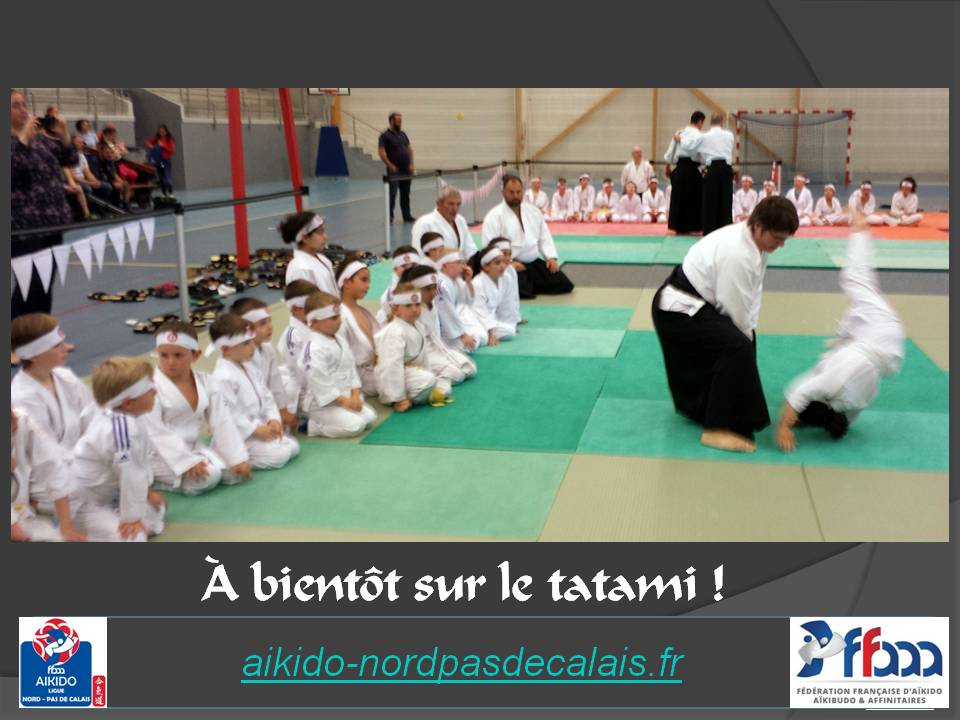 À bientôt sur le tatami !
aikido-nordpasdecalais.fr
ffaaa
AIKIDO
LIGUE
NORD - PAS DE CALAIS
ffaaa
FÉDÉRATION FRANÇAISE D'AÏKIDO
AÏKIBUDO & AFFINITAIRES